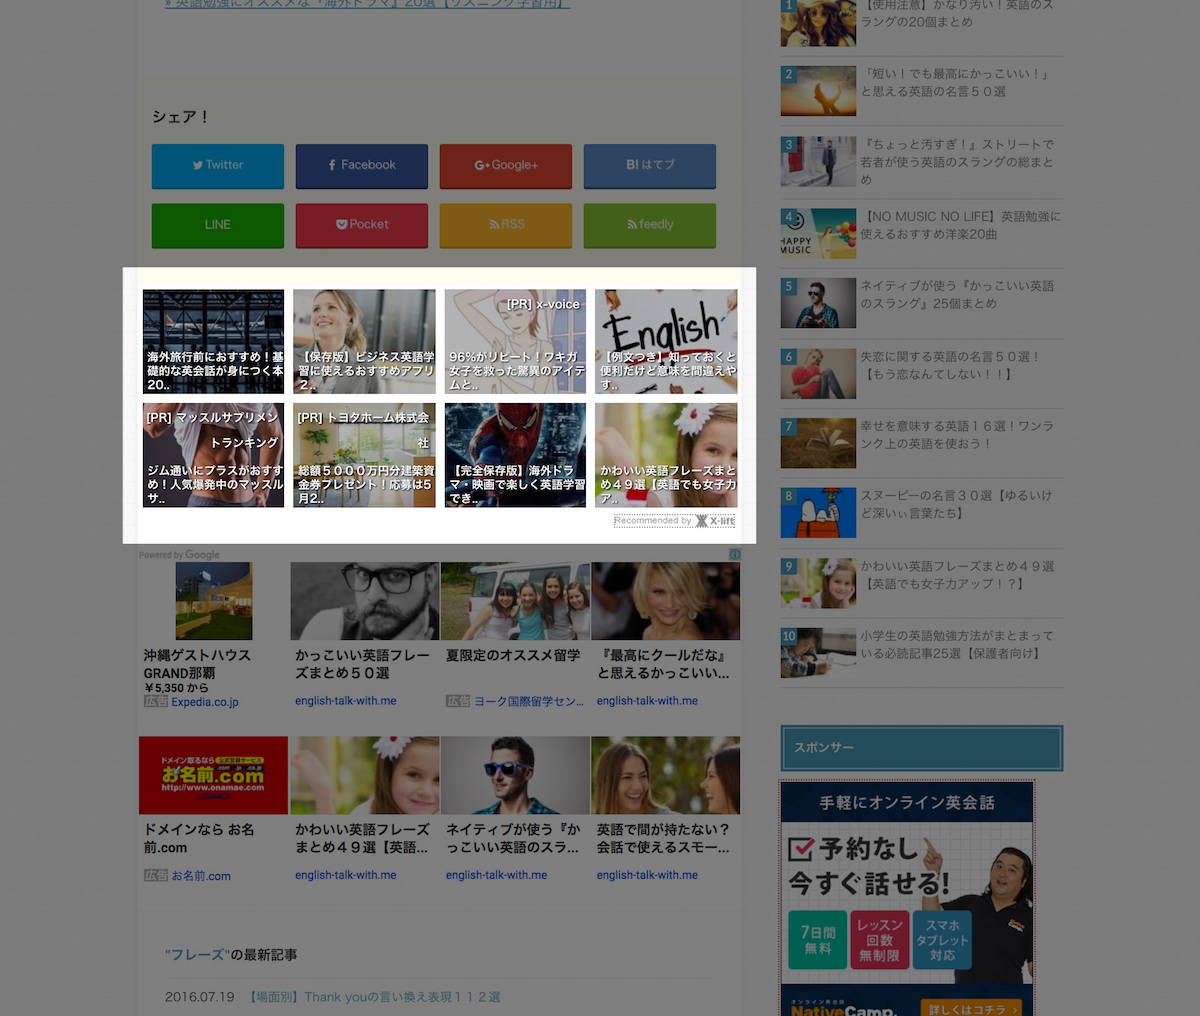 » 英語勉強にオススメな『海外ドラマ』20選【リスニング学習用】
シェア！
Twitter
Facebook
G+ Google+
B! はてブ
LINE
Pocket
RSS
feedly
海外旅行前におすすめ！基
礎的な英会話が身につく本
20..
【保存版】ビジネス英語学
習に使えるおすすめアプリ
2..
[PR] x-voice
96%がリピート！ワキガ
女子を救った驚異のアイテ
ムと..
English
【例文つき】知っておくと
便利だけど意味を間違えや
す..
[PR] マッスルサプリメン
トランキング
ジム通いにプラスがおすす
め！人気爆発中のマッスル
サ..
[PR] トヨタホーム株式会
社
総額５０００万円分建築資
金券プレゼント！応募は5
月2..
【完全保存版】海外ドラ
マ・映画で楽しく英語学習
でき..
かわいい英語フレーズまと
め４９選【英語でも女子力
ア..
Recommended by X-lift
Powered by Google
沖縄ゲストハウス
GRAND那覇
￥5,350 から
広告 Expedia.co.jp
かっこいい英語フレー
ズまとめ５０選
english-talk-with.me
夏限定のオススメ留学
広告 ヨーク国際留学セン...
『最高にクールだな』
と思えるかっこいい...
english-talk-with.me
ドメイン取るなら 公式登録サービス
.com .jp .co.jp
お名前.com
http://www.onamae.com
by GMO
ドメインなら お名
前.com
広告 お名前.com
かわいい英語フレーズ
まとめ４９選【英語...
english-talk-with.me
ネイティブが使う『か
っこいい英語のスラ...
english-talk-with.me
英語で間が持たない？
会話で使えるスモー...
english-talk-with.me
"フレーズ"の最新記事
2016.07.19 【場面別】Thank youの言い換え表現１１２選
1
【使用注意】かなり汚い！英語のス
ラングの20個まとめ
2
「短い！でも最高にかっこいい！」
と思える英語の名言５０選
3
『ちょっと汚すぎ！』ストリートで
若者が使う英語のスラングの総まと
め
4
HAPPY
MUSIC
【NO MUSIC NO LIFE】英語勉強に
使えるおすすめ洋楽20曲
5
ネイティブが使う『かっこいい英語
のスラング』25個まとめ
6
失恋に関する英語の名言５０選！
【もう恋なんてしない！！】
7
幸せを意味する英語１６選！ワンラ
ンク上の英語を使おう！
8
スヌーピーの名言３０選【ゆるいけ
ど深いぃ言葉たち】
9
かわいい英語フレーズまとめ４９選
【英語でも女子力アップ！？】
10
小学生の英語勉強方法がまとまって
いる必読記事25選【保護者向け】
スポンサー
手軽にオンライン英会話
予約なし
今すぐ話せる!
7日間
無料
レッスン
回数
無制限
スマホ
タブレット
対応
オンライン英会話
NativeCamp.
詳しくはコチラ ›